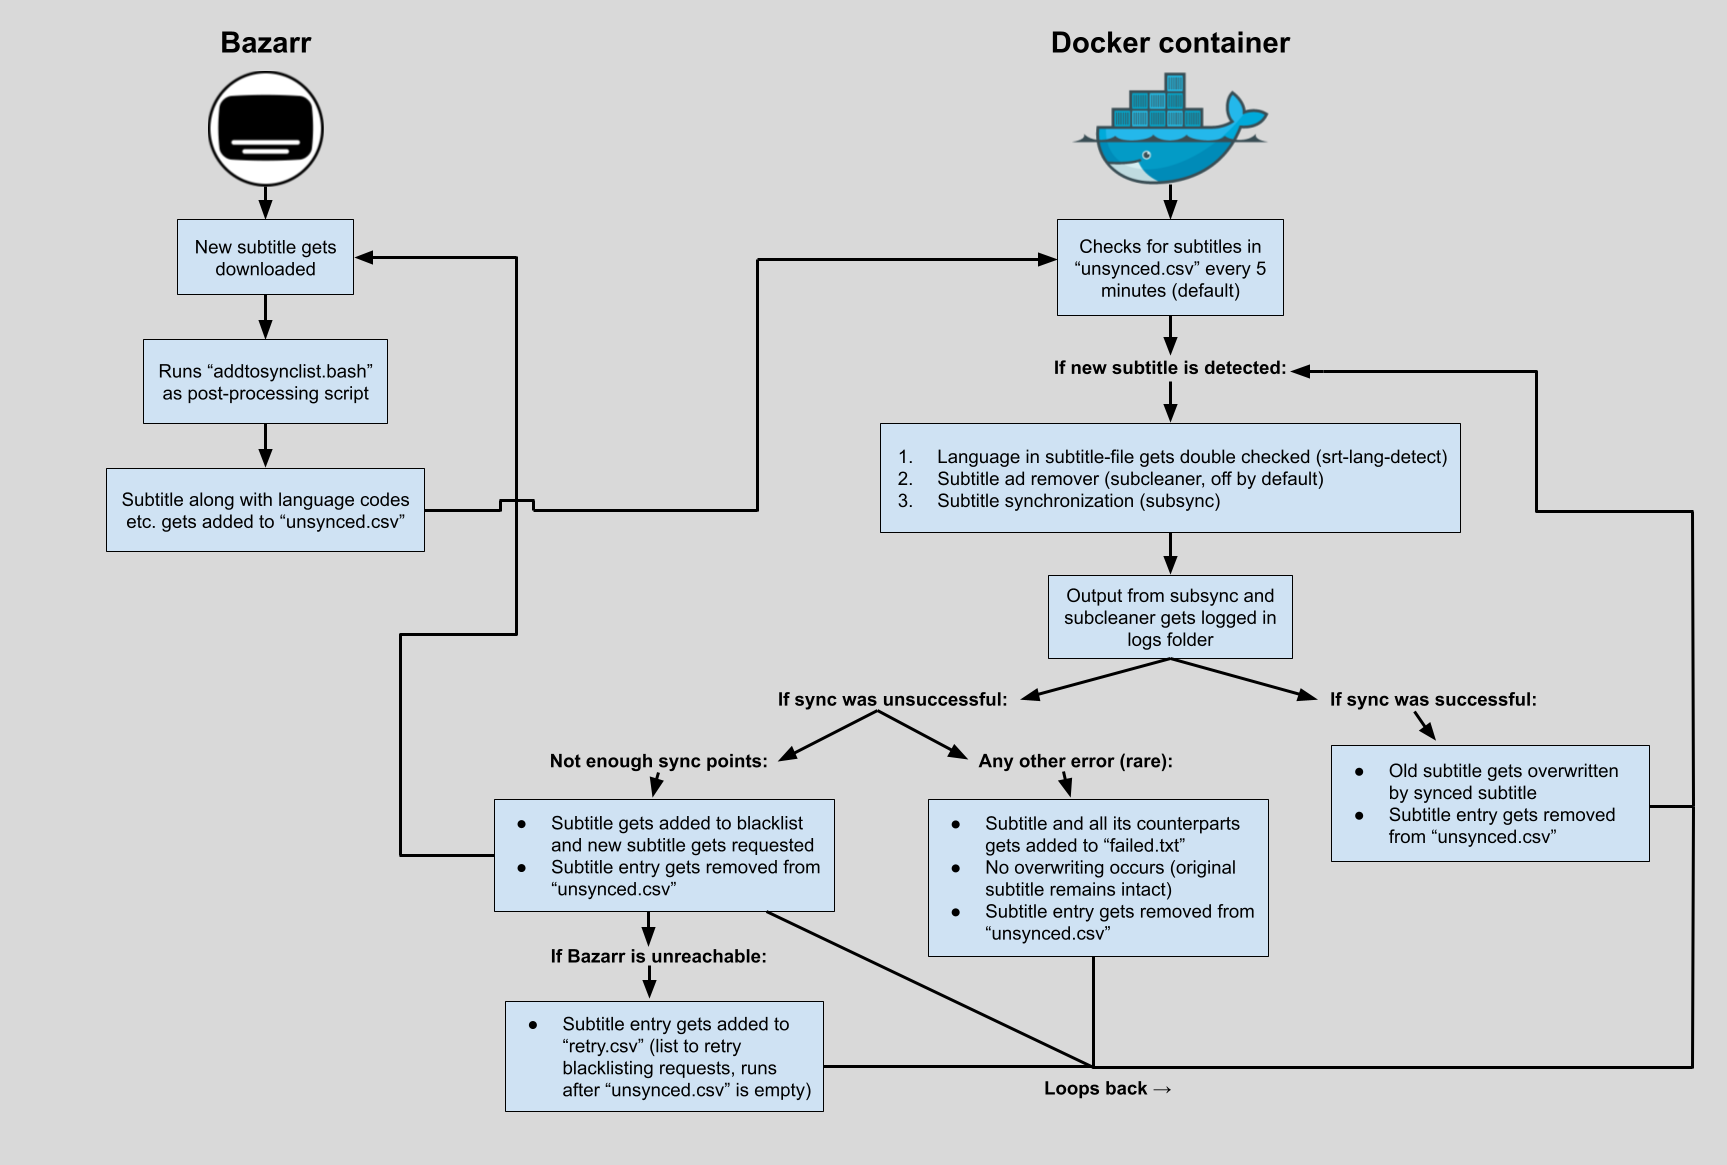 Bazarr
Docker container
New subtitle gets
downloaded
Runs “addtosynclist.bash”
as post-processing script
Subtitle along with language codes
etc. gets added to “unsynced.csv”
Checks for subtitles in
“unsynced.csv” every 5
minutes (default)
If new subtitle is detected:
1. Language in subtitle-file gets double checked (srt-lang-detect)
2. Subtitle ad remover (subcleaner, off by default)
3. Subtitle synchronization (subsync)
Output from subsync and
subcleaner gets logged in
logs folder
If sync was unsuccessful:
If sync was successful:
Not enough sync points:
Any other error (rare):
● Old subtitle gets overwritten
by synced subtitle
● Subtitle entry gets removed
from “unsynced.csv”
● Subtitle gets added to blacklist
and new subtitle gets requested
● Subtitle entry gets removed from
“unsynced.csv”
● Subtitle and all its counterparts
gets added to “failed.txt”
● No overwriting occurs (original
subtitle remains intact)
● Subtitle entry gets removed from
“unsynced.csv”
If Bazarr is unreachable:
● Subtitle entry gets added to
“retry.csv” (list to retry
blacklisting requests, runs
after “unsynced.csv” is empty)
Loops back →